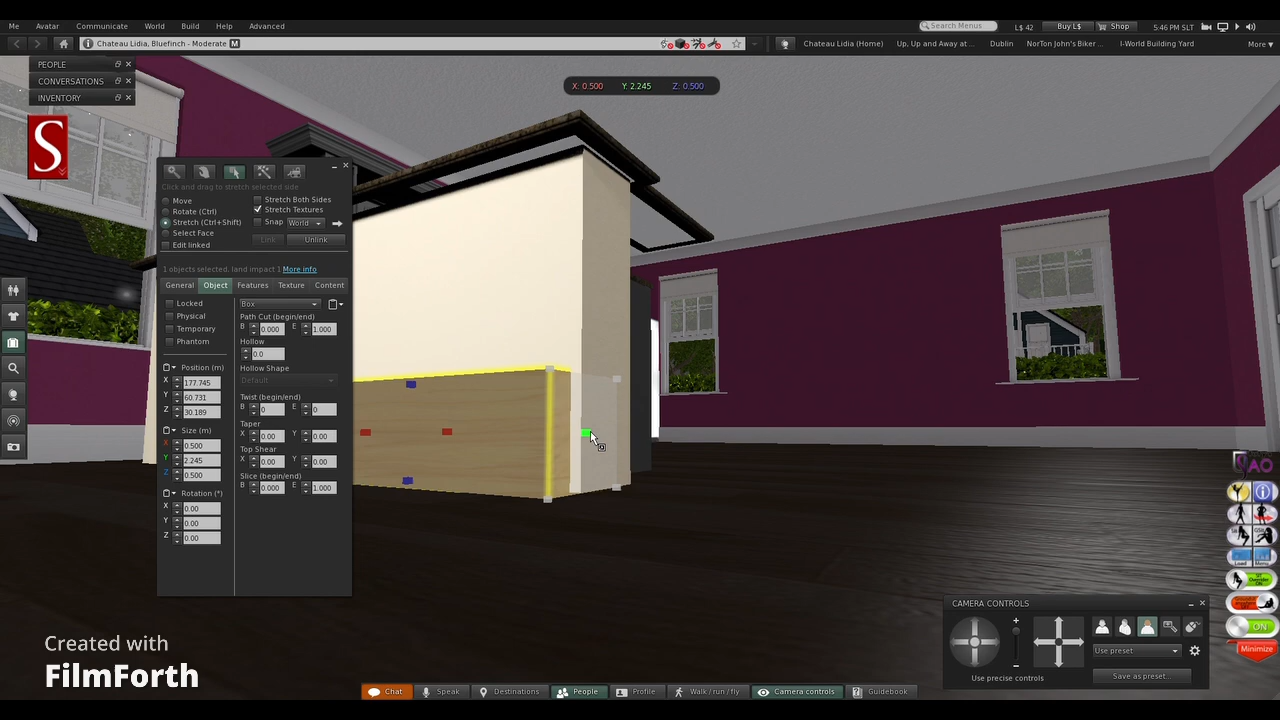 Me Avatar Communicate World Build Help Advanced
Search Menus L$ 42 Buy L$ Shop 5:46 PM SLT
Chateau Lidia, Bluefinch - Moderate M
Chateau Lidia (Home) Up, Up and Away at ... Dublin NorTon John's Biker ... I-World Building Yard More ▼
PEOPLE
CONVERSATIONS
INVENTORY
S
X: 0.500 Y: 2.245 Z: 0.500
Click and drag to stretch selected side
Move
Rotate (Ctrl)
Stretch (Ctrl+Shift)
Select Face
Edit linked
Stretch Both Sides
Stretch Textures
Snap World
Link Unlink
1 objects selected, land impact 1 More info
General Object Features Texture Content
Locked
Physical
Temporary
Phantom
Position (m)
X 177.745
Y 60.731
Z 30.189
Size (m)
X 0.500
Y 2.245
Z 0.500
Rotation (°)
X 0.00
Y 0.00
Z 0.00
Box
Path Cut (begin/end)
B 0.000 E 1.000
Hollow
0.0
Hollow Shape
Default
Twist (begin/end)
B 0 E 0
Taper
X 0.00 Y 0.00
Top Shear
X 0.00 Y 0.00
Slice (begin/end)
B 0.000 E 1.000
AO
Load Menu
ON
Minimize
CAMERA CONTROLS
Use preset
Use precise controls
Save as preset...
Created with
FilmForth
Chat Speak Destinations People Profile Walk / run / fly Camera controls Guidebook